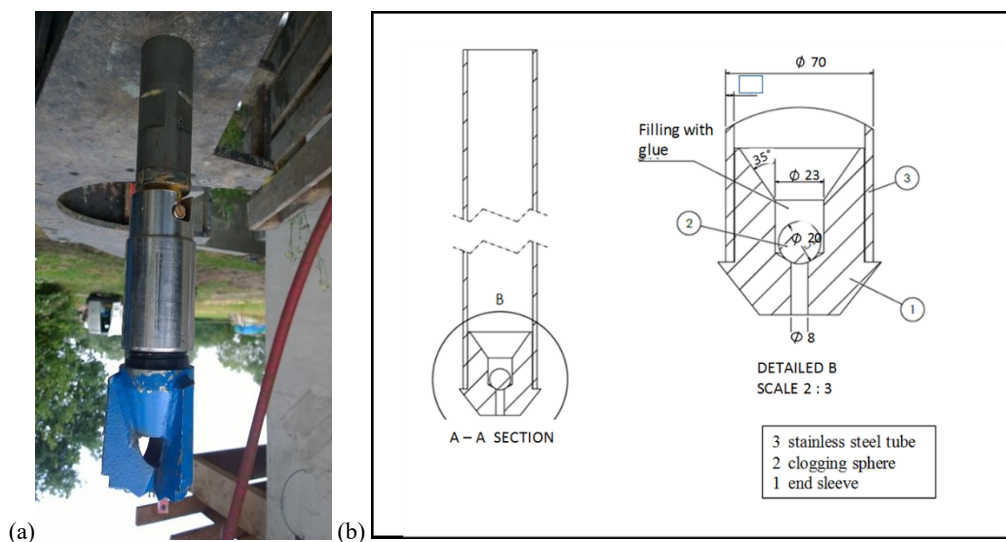 (a)
(b)
B
A – A SECTION
Ø 70
Filling with
glue
35°
Ø 23
3
2
Ø 20
1
Ø 8
DETAILED B
SCALE 2 : 3
3 stainless steel tube
2 clogging sphere
1 end sleeve